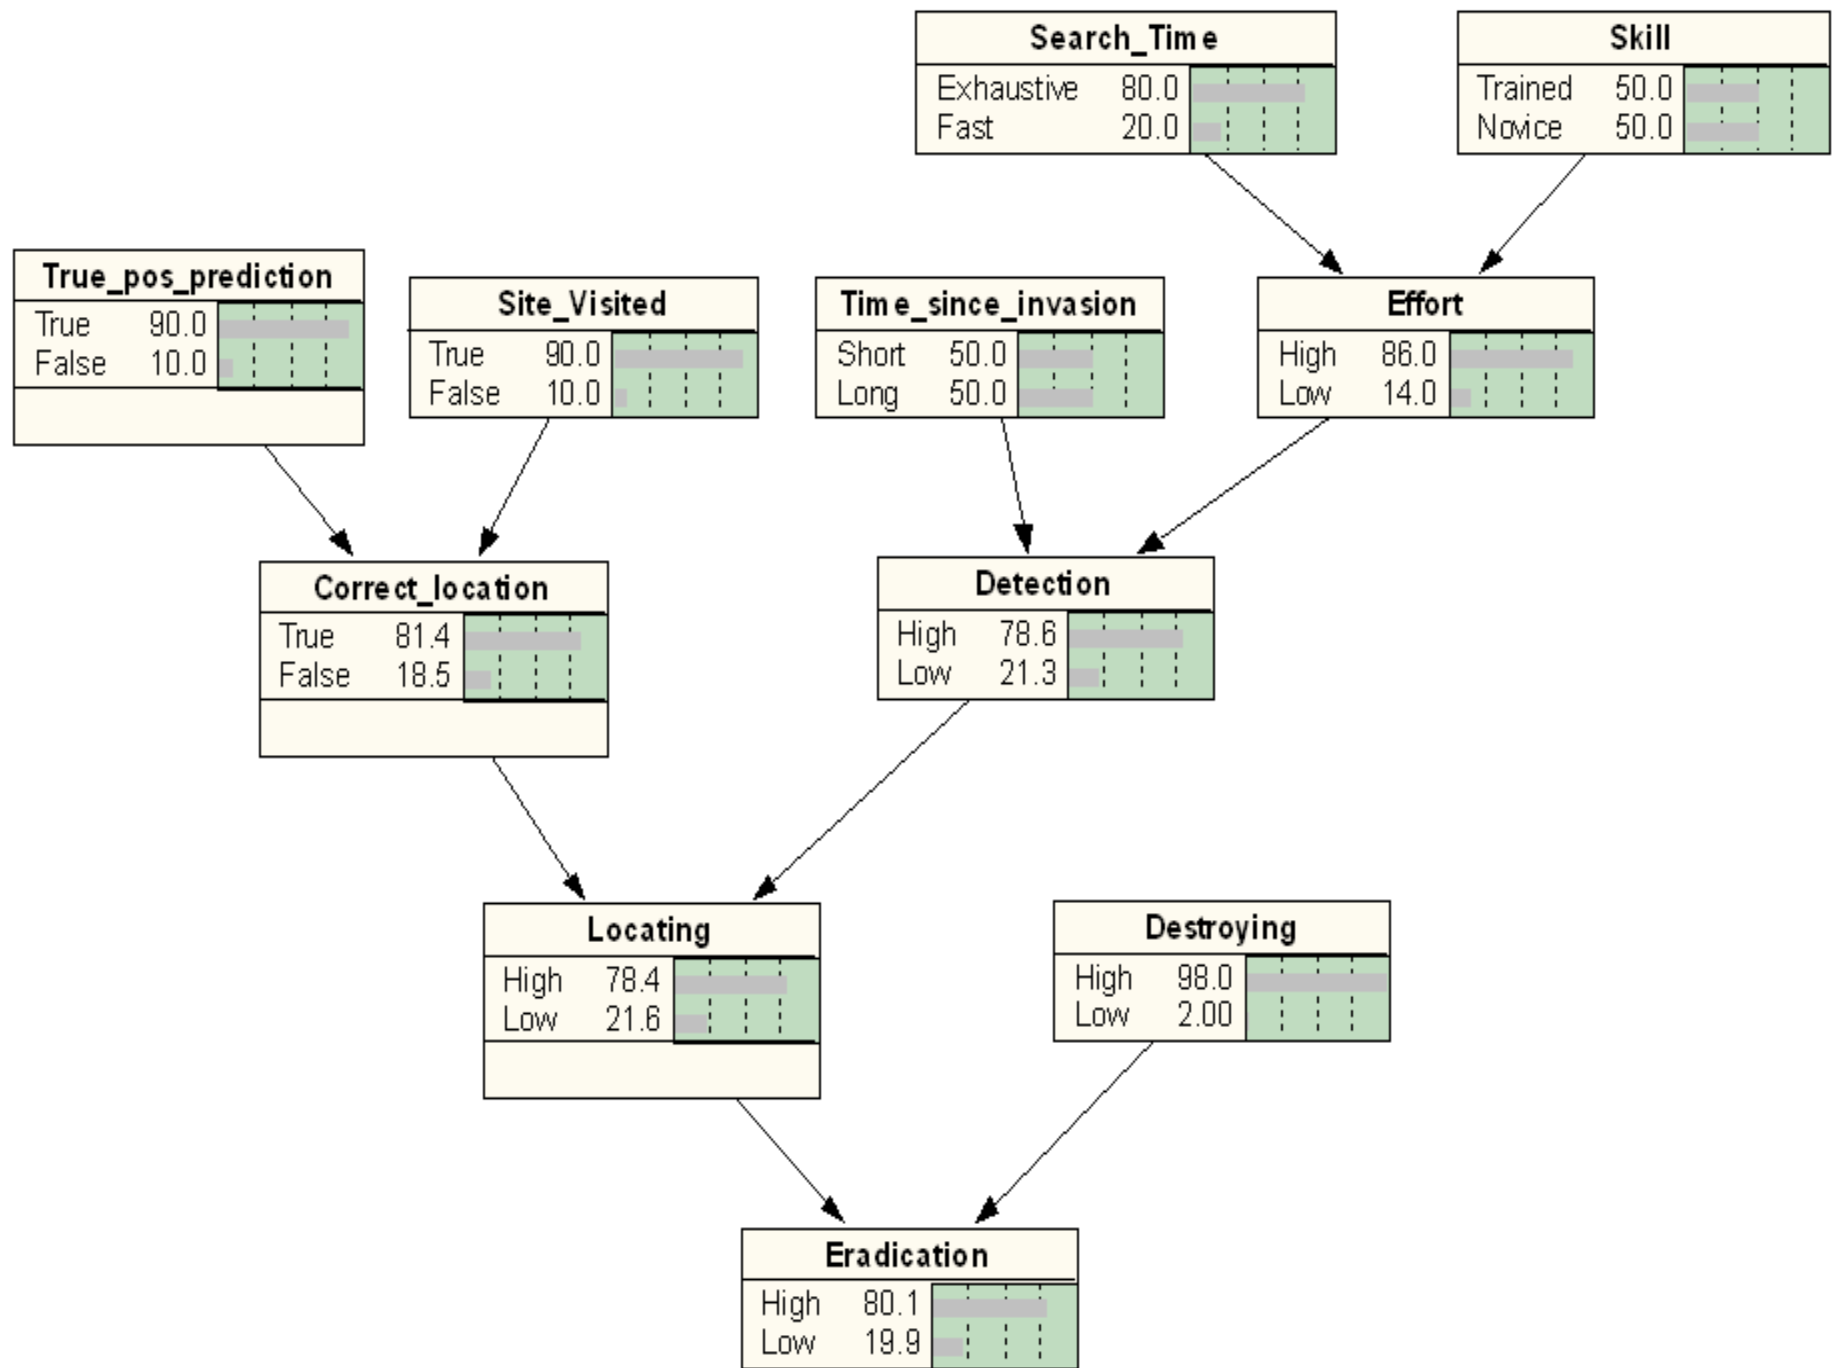 Search_Time
Exhaustive 80.0
Fast 20.0
Skill
Trained 50.0
Novice 50.0
True_pos_prediction
True 90.0
False 10.0
Site_Visited
True 90.0
False 10.0
Time_since_invasion
Short 50.0
Long 50.0
Effort
High 86.0
Low 14.0
Correct_location
True 81.4
False 18.5
Detection
High 78.6
Low 21.3
Locating
High 78.4
Low 21.6
Destroying
High 98.0
Low 2.00
Eradication
High 80.1
Low 19.9